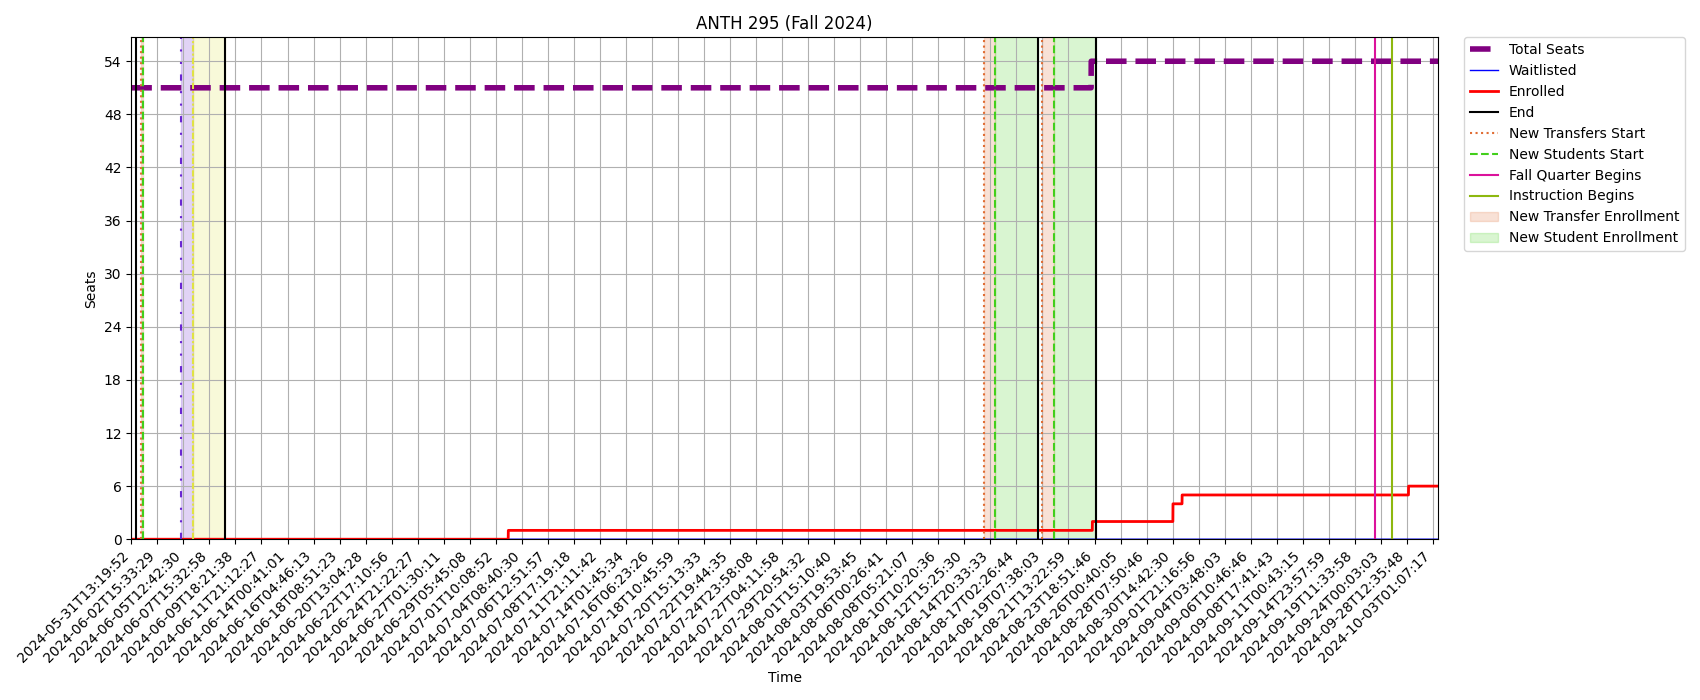 ANTH 295 (Fall 2024)
Seats
54
48
42
36
30
24
18
12
6
0
Total Seats
Waitlisted
Enrolled
End
New Transfers Start
New Students Start
Fall Quarter Begins
Instruction Begins
New Transfer Enrollment
New Student Enrollment
2024-05-31T13:19:52
2024-06-02T15:33:29
2024-06-05T12:42:30
2024-06-07T15:32:58
2024-06-09T18:21:38
2024-06-11T21:12:27
2024-06-14T00:41:01
2024-06-16T04:46:13
2024-06-18T08:51:23
2024-06-20T13:04:28
2024-06-22T17:10:56
2024-06-24T21:22:27
2024-06-27T01:30:11
2024-06-29T05:45:08
2024-07-01T10:08:52
2024-07-04T08:40:30
2024-07-06T12:51:57
2024-07-08T17:19:18
2024-07-11T21:11:42
2024-07-14T01:45:34
2024-07-16T06:23:26
2024-07-18T10:45:59
2024-07-20T15:13:33
2024-07-22T19:44:35
2024-07-24T23:58:08
2024-07-27T04:11:58
2024-07-29T20:54:32
2024-08-01T15:10:40
2024-08-03T19:53:45
2024-08-06T00:26:41
2024-08-08T05:21:07
2024-08-10T10:20:36
2024-08-12T15:25:30
2024-08-14T20:33:33
2024-08-17T02:26:44
2024-08-19T07:38:03
2024-08-21T13:22:59
2024-08-23T18:51:46
2024-08-26T00:40:05
2024-08-28T07:50:46
2024-08-30T14:42:30
2024-09-01T21:16:56
2024-09-04T03:48:03
2024-09-06T10:46:46
2024-09-08T17:41:43
2024-09-11T00:43:15
2024-09-14T23:57:59
2024-09-19T11:33:58
2024-09-24T00:03:03
2024-09-28T12:35:48
2024-10-03T01:07:17
Time